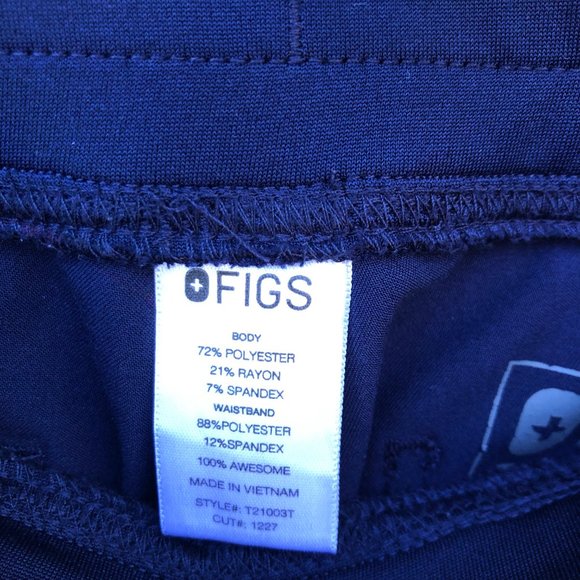 FIGS
BODY
72% POLYESTER
21% RAYON
7% SPANDEX
WAISTBAND
88%POLYESTER
12%SPANDEX
100% AWESOME
MADE IN VIETNAM
STYLE#: T21003T
CUT#: 1227